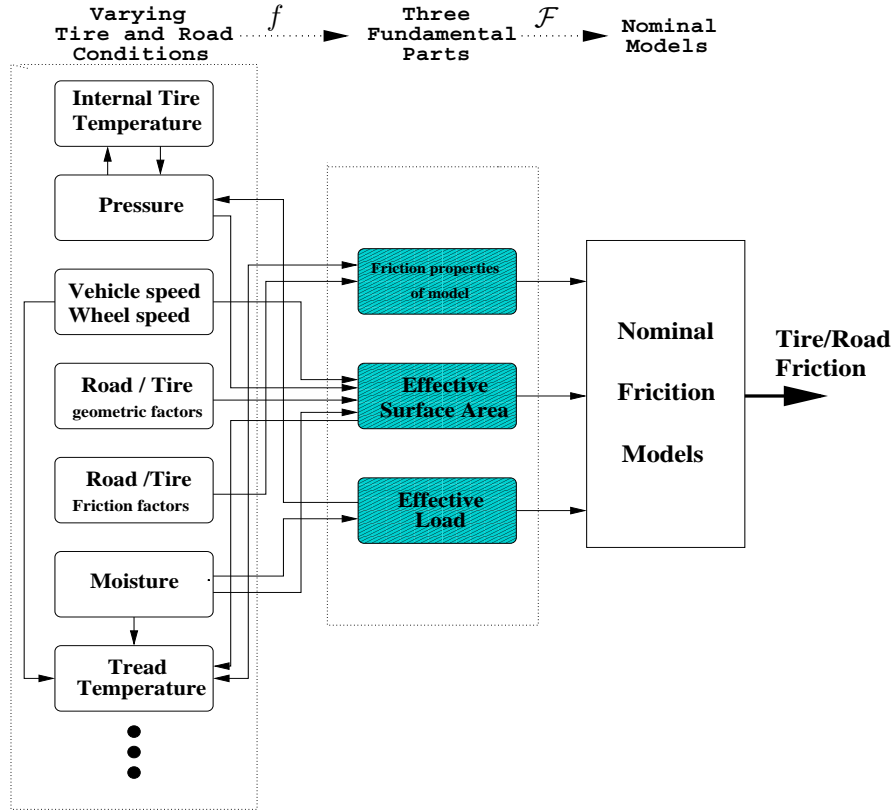 Varying
Tire and Road
Conditions
f
Three
Fundamental
Parts
F
Nominal
Models
Internal Tire
Temperature
Pressure
Vehicle speed
Wheel speed
Road / Tire
geometric factors
Road /Tire
Friction factors
Moisture
Tread
Temperature
Friction properties
of model
Effective
Surface Area
Effective
Load
Nominal
Fricition
Models
Tire/Road
Friction